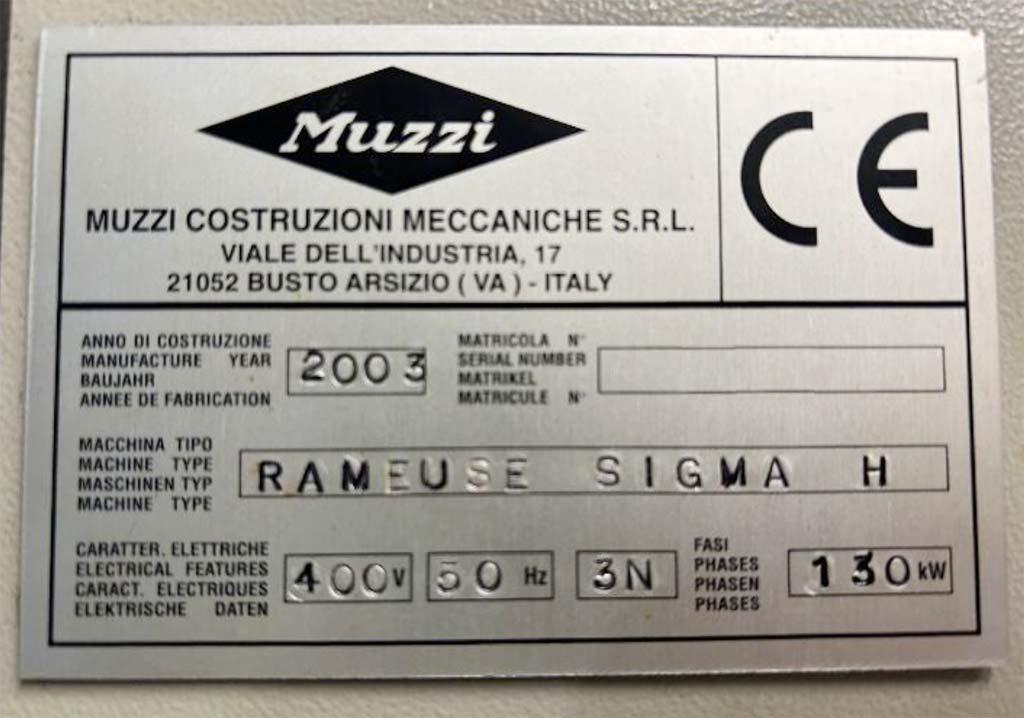 Muzzi
CE
MUZZI COSTRUZIONI MECCANICHE S.R.L.
VIALE DELL'INDUSTRIA, 17
21052 BUSTO ARSIZIO ( VA ) - ITALY
ANNO DI COSTRUZIONE
MANUFACTURE YEAR
BAUJAHR
ANNEE DE FABRICATION
2003
MATRICOLA N°
SERIAL NUMBER
MATRIKEL
MATRICULE N°
MACCHINA TIPO
MACHINE TYPE
MASCHINEN TYP
MACHINE TYPE
RAMEUSE SIGMA H
CARATTER. ELETTRICHE
ELECTRICAL FEATURES
CARACT. ELECTRIQUES
ELEKTRISCHE DATEN
400 V
50 Hz
3N
FASI
PHASES
PHASEN
PHASES
130 kW